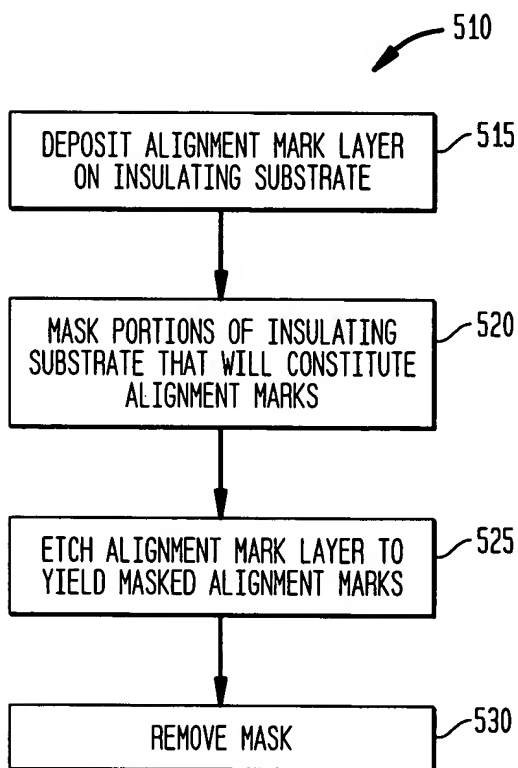 510
DEPOSIT ALIGNMENT MARK LAYER
ON INSULATING SUBSTRATE
515
MASK PORTIONS OF INSULATING
SUBSTRATE THAT WILL CONSTITUTE
ALIGNMENT MARKS
520
ETCH ALIGNMENT MARK LAYER TO
YIELD MASKED ALIGNMENT MARKS
525
REMOVE MASK
530